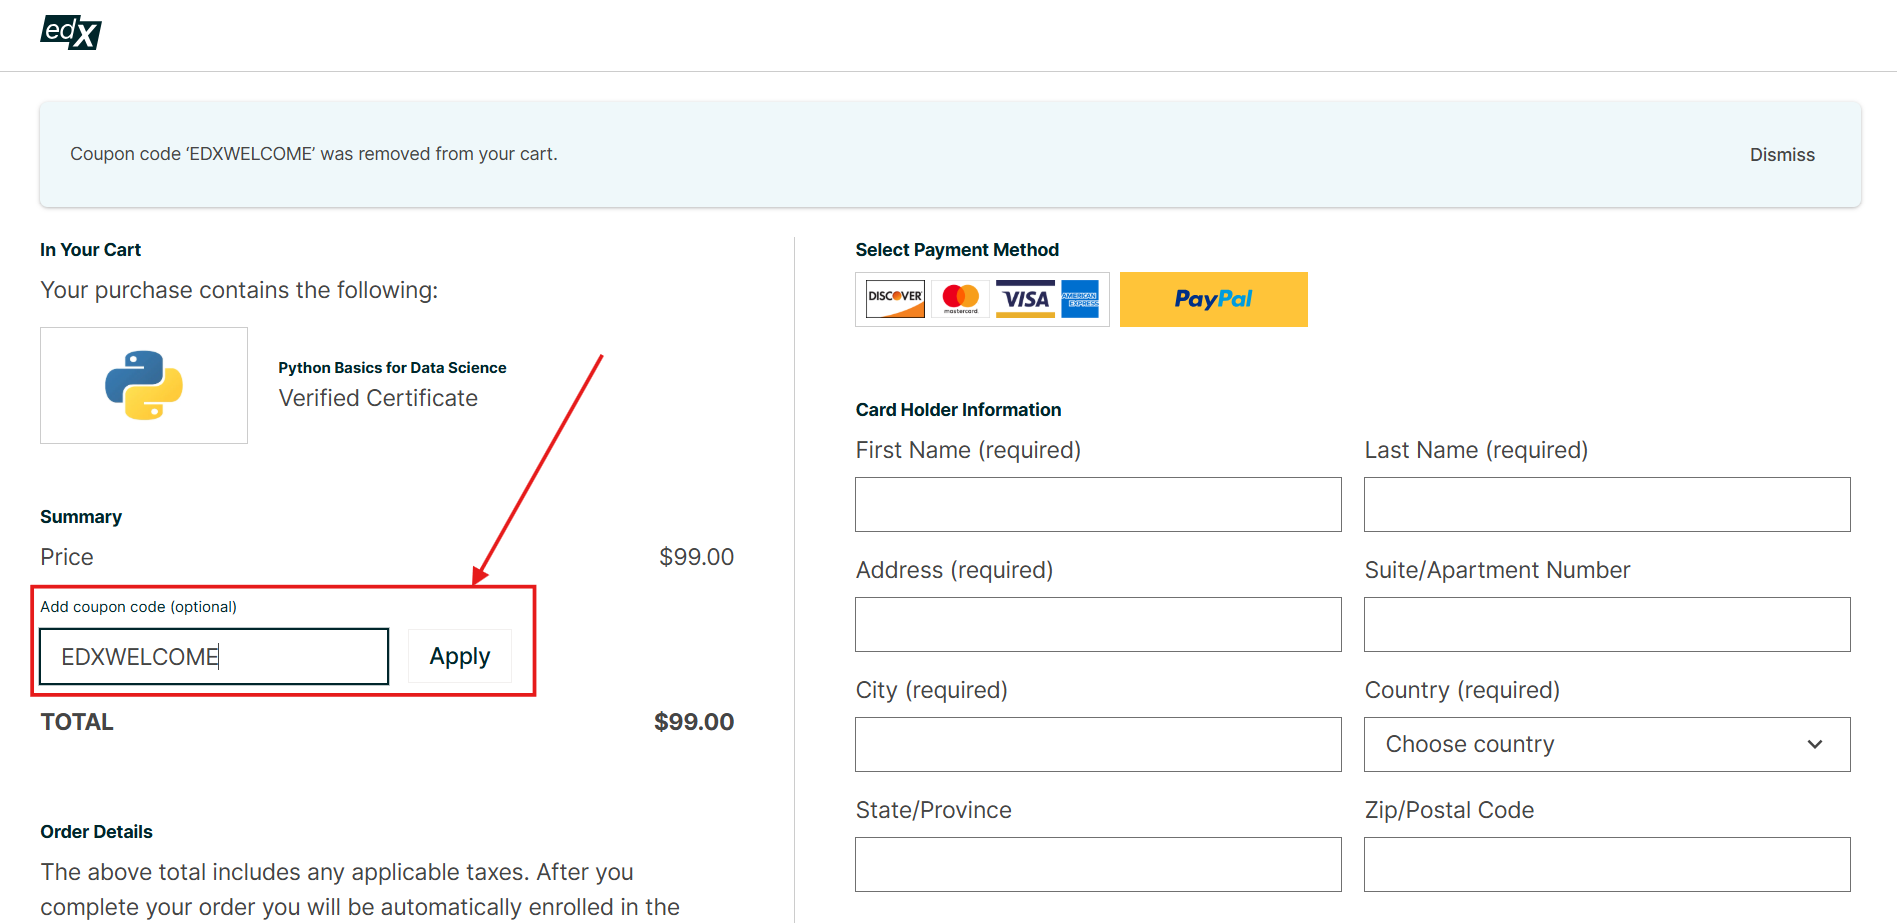 edX
Coupon code ‘EDXWELCOME’ was removed from your cart.
Dismiss
In Your Cart
Your purchase contains the following:
Python Basics for Data Science
Verified Certificate
Summary
Price
$99.00
Add coupon code (optional)
EDXWELCOME
Apply
TOTAL
$99.00
Order Details
The above total includes any applicable taxes. After you
complete your order you will be automatically enrolled in the
Select Payment Method
DISCOVER
mastercard
VISA
AMERICAN
EXPRESS
PayPal
Card Holder Information
First Name (required)
Last Name (required)
Address (required)
Suite/Apartment Number
City (required)
Country (required)
Choose country
State/Province
Zip/Postal Code